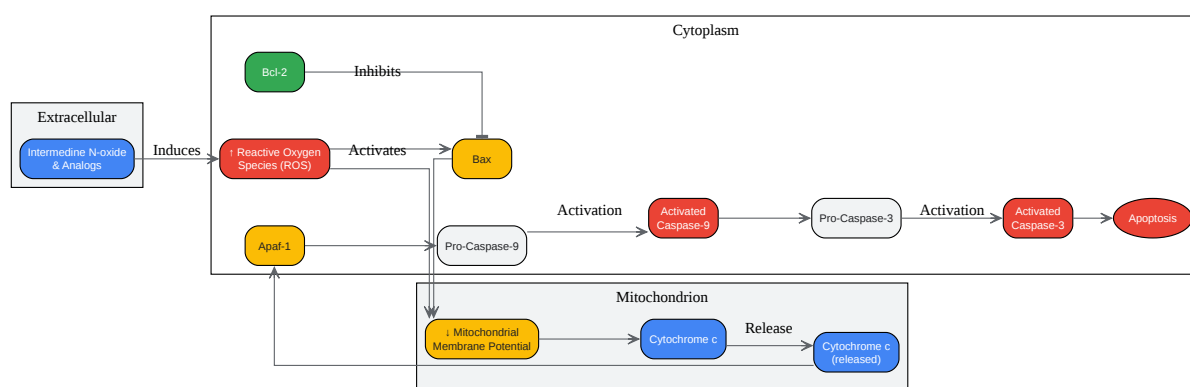 Cytoplasm
Bcl-2
Inhibits
Extracellular
Intermedine N-oxide
& Analogs
Induces
↑ Reactive Oxygen
Species (ROS)
Activates
Bax
Activation
Activated
Caspase-9
Pro-Caspase-3
Activation
Activated
Caspase-3
Apoptosis
Apaf-1
Pro-Caspase-9
Mitochondrion
↓ Mitochondrial
Membrane Potential
Cytochrome c
Release
Cytochrome c
(released)